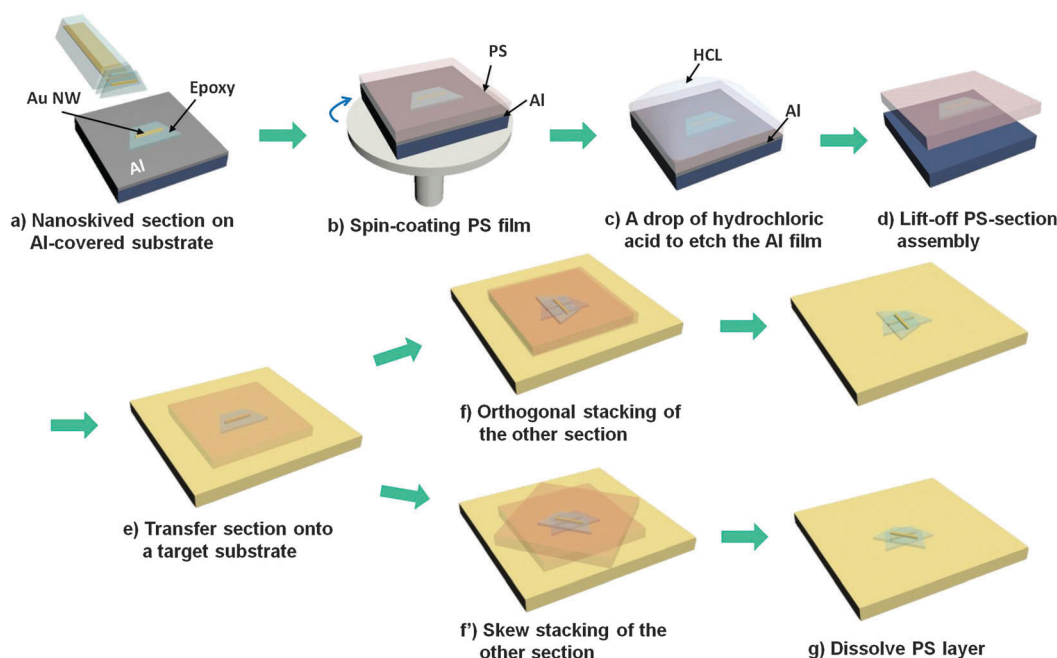 Au NW
Epoxy
Al
a) Nanoskived section on
Al-covered substrate
PS
Al
b) Spin-coating PS film
HCL
Al
c) A drop of hydrochloric
acid to etch the Al film
d) Lift-off PS-section
assembly
e) Transfer section onto
a target substrate
f) Orthogonal stacking of
the other section
f') Skew stacking of the
other section
g) Dissolve PS layer